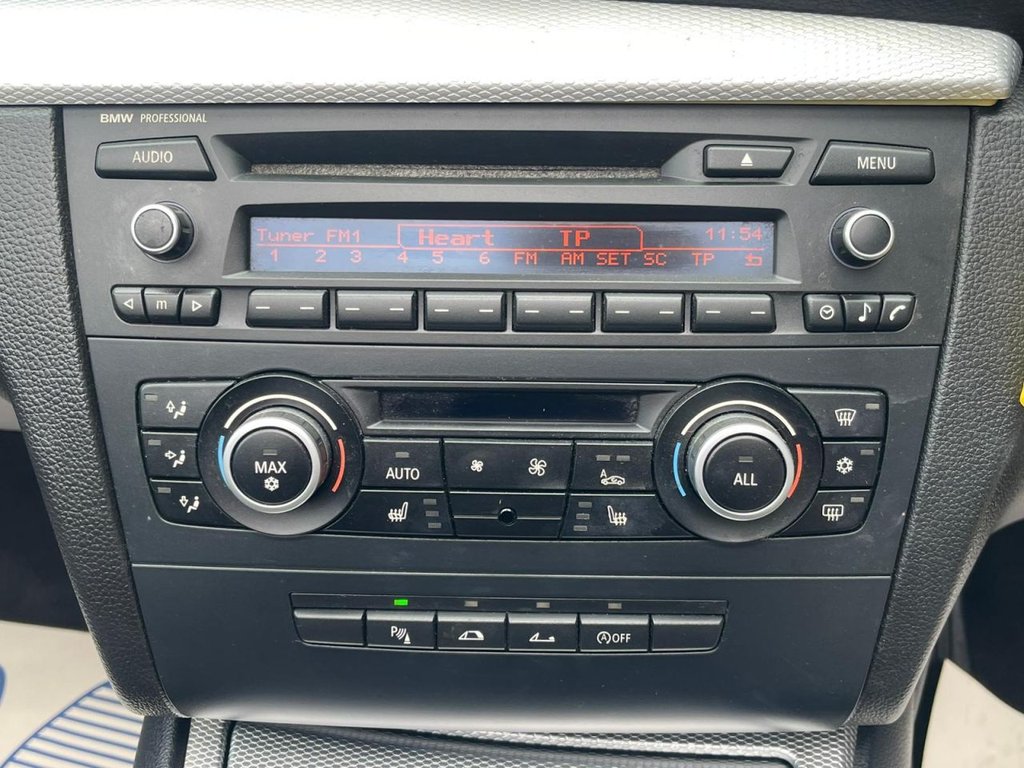 BMW PROFESSIONAL
AUDIO
MENU
Tuner FM1 Heart TP 11:54
1 2 3 4 5 6 FM AM SET SC TP
m
MAX
AUTO
A
ALL
P
A OFF